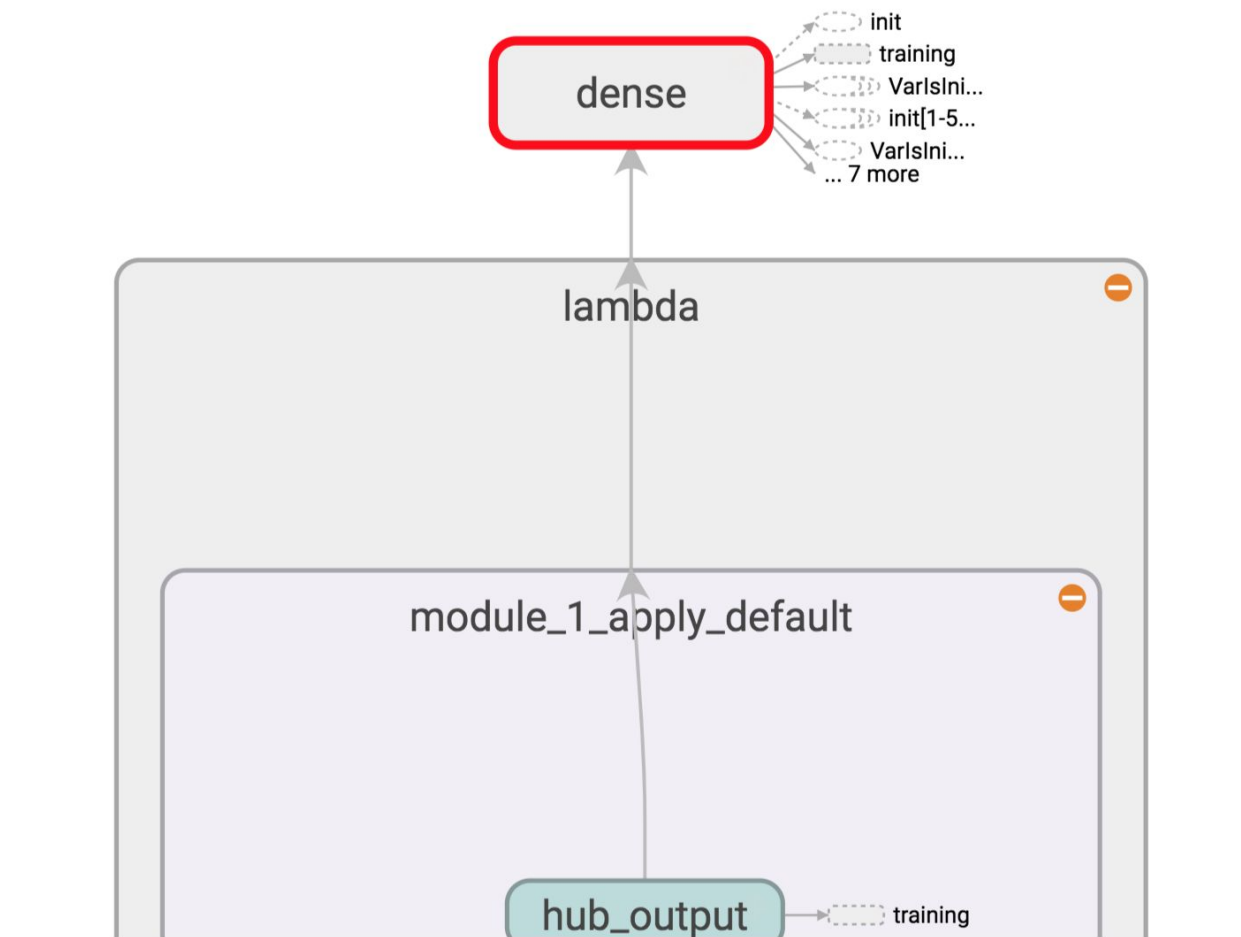 init
dense
training
VarIsIni...
init[1-5...
VarIsIni...
... 7 more
lambda
module_1_apply_default
hub_output
training